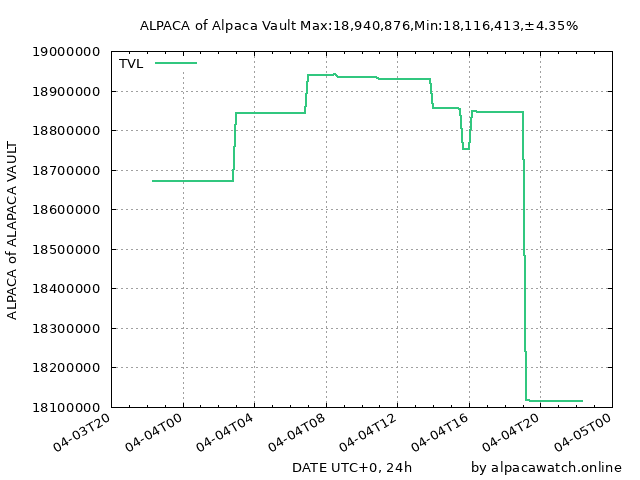 ALPACA of Alpaca Vault Max:18,940,876,Min:18,116,413,±4.35%
TVL
ALPACA of ALAPACA VAULT
19000000
18900000
18800000
18700000
18600000
18500000
18400000
18300000
18200000
18100000
04-03T20
04-04T00
04-04T04
04-04T08
04-04T12
04-04T16
04-04T20
04-05T00
DATE UTC+0, 24h
by alpacawatch.online